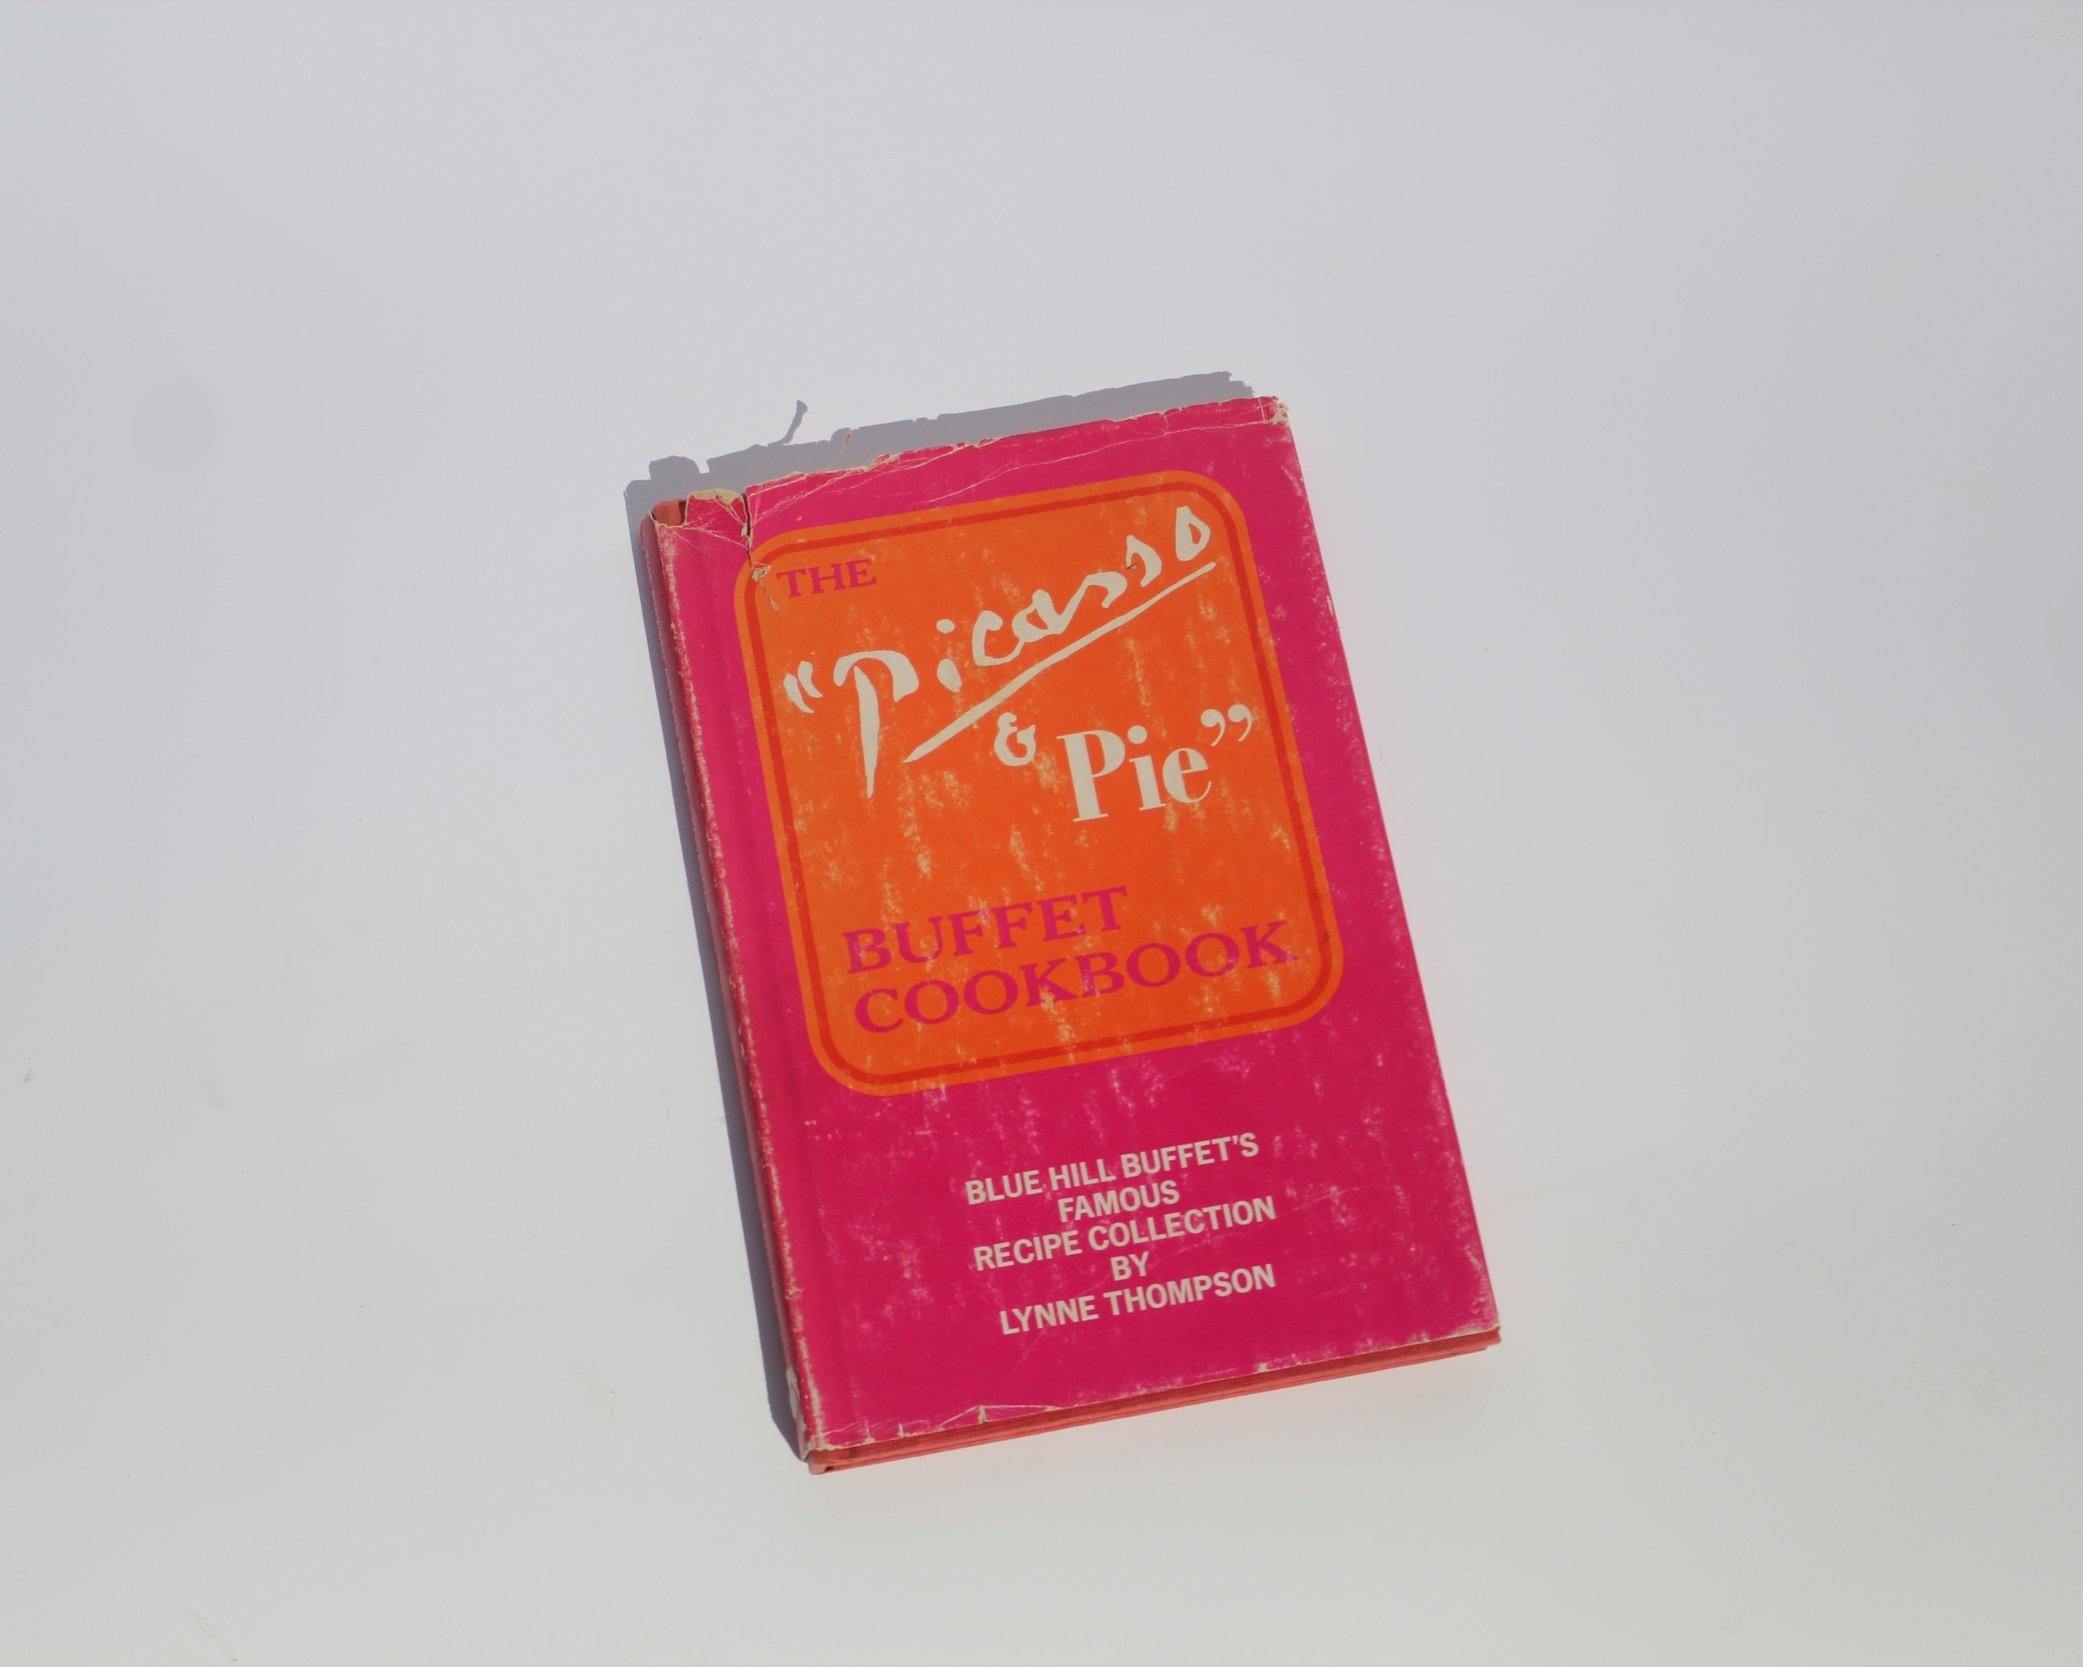 THE
"Picasso
& Pie"
BUFFET
COOKBOOK
BLUE HILL BUFFET'S
FAMOUS
RECIPE COLLECTION
BY
LYNNE THOMPSON